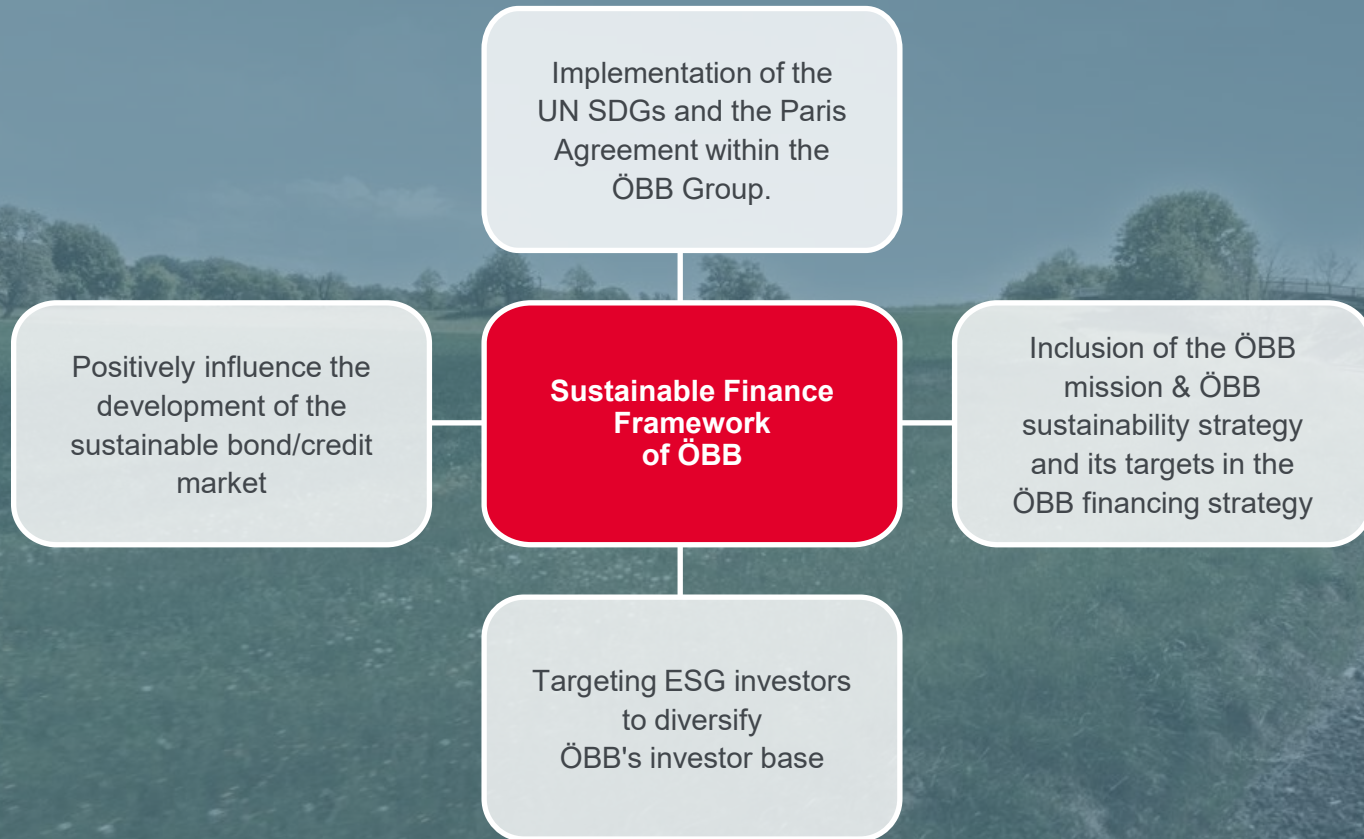 Implementation of the
UN SDGs and the Paris
Agreement within the
ÖBB Group.
Positively influence the
development of the
sustainable bond/credit
market
Sustainable Finance
Framework
of ÖBB
Inclusion of the ÖBB
mission & ÖBB
sustainability strategy
and its targets in the
ÖBB financing strategy
Targeting ESG investors
to diversify
ÖBB's investor base